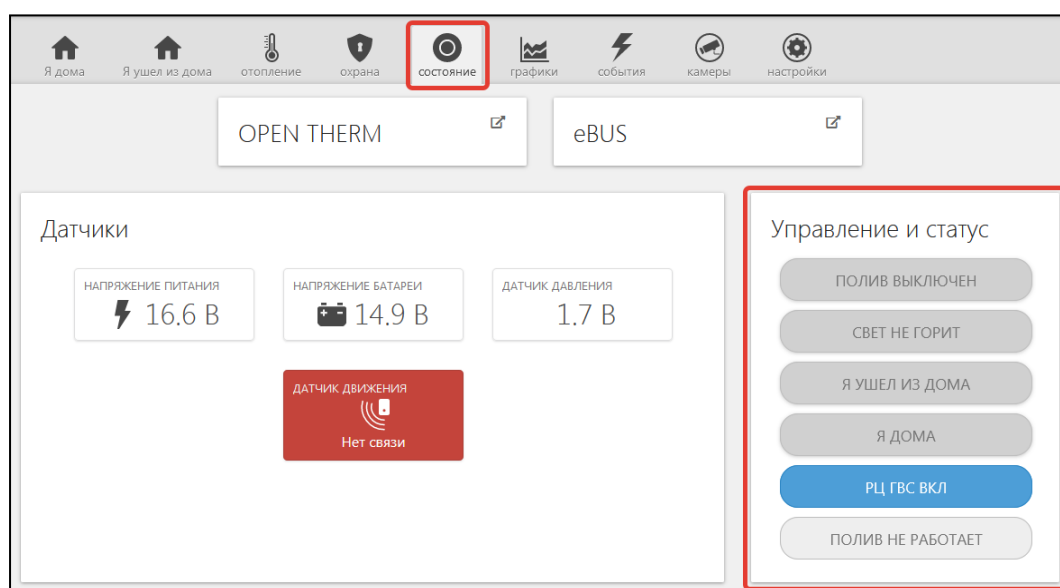 Я дома
Я ушел из дома
отопление
охрана
состояние
графики
события
камеры
настройки
OPEN THERM
eBUS
Датчики
НАПРЯЖЕНИЕ ПИТАНИЯ
16.6 В
НАПРЯЖЕНИЕ БАТАРЕИ
14.9 В
ДАТЧИК ДАВЛЕНИЯ
1.7 В
ДАТЧИК ДВИЖЕНИЯ
Нет связи
Управление и статус
ПОЛИВ ВЫКЛЮЧЕН
СВЕТ НЕ ГОРИТ
Я УШЕЛ ИЗ ДОМА
Я ДОМА
РЦ ГВС ВКЛ
ПОЛИВ НЕ РАБОТАЕТ